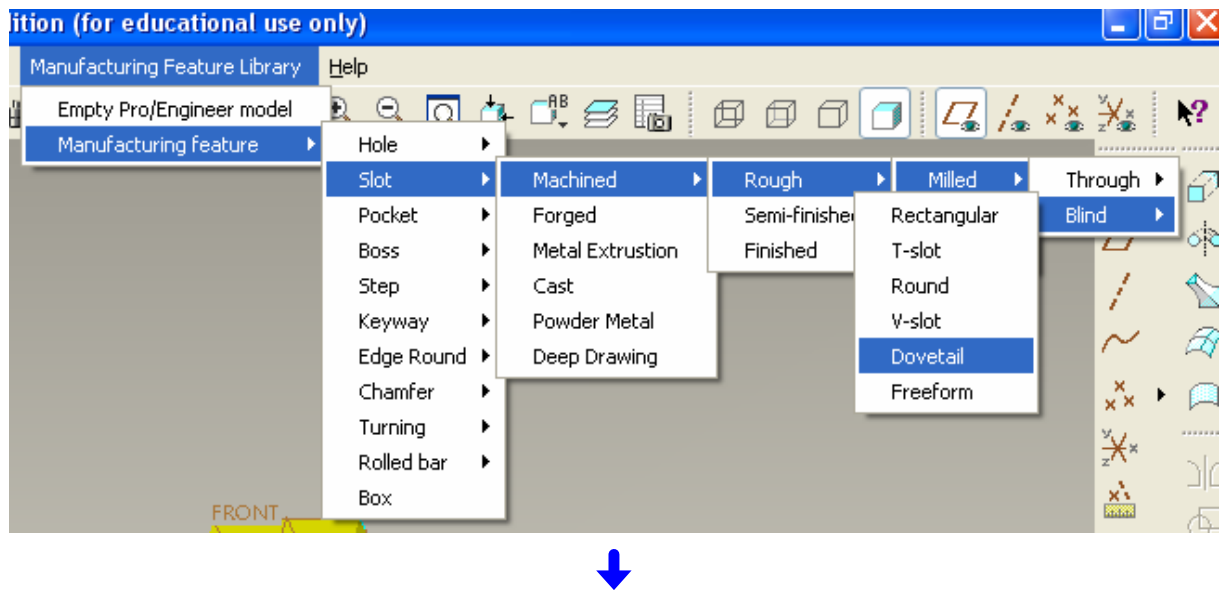 ition (for educational use only)
Manufacturing Feature Library Help
Empty Pro/Engineer model
Manufacturing feature
Hole
Slot
Pocket
Boss
Step
Keyway
Edge Round
Chamfer
Turning
Rolled bar
Box
Machined
Forged
Metal Extrustion
Cast
Powder Metal
Deep Drawing
Rough
Semi-finished
Finished
Milled
Through
Blind
Rectangular
T-slot
Round
V-slot
Dovetail
Freeform
FRONT